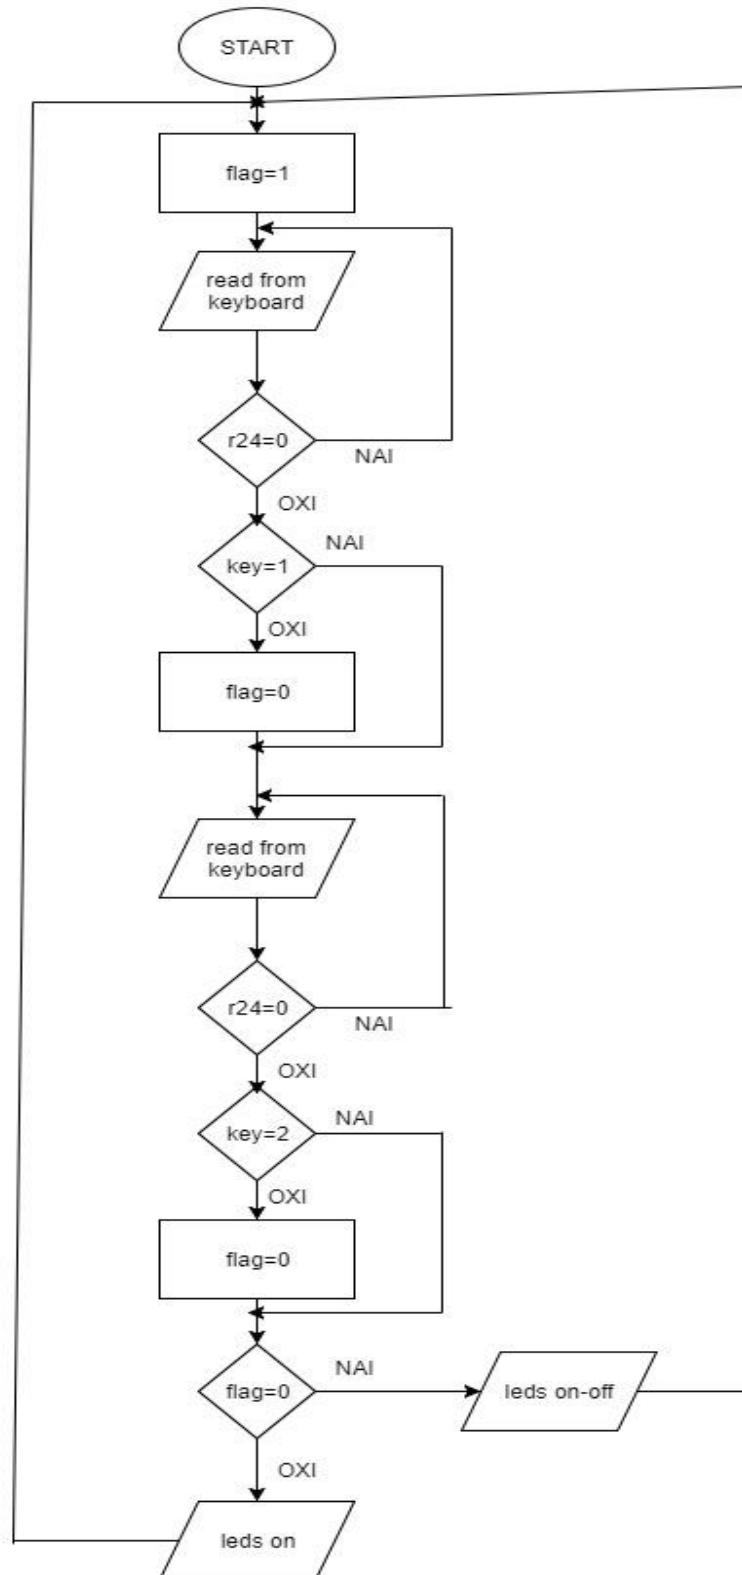 START
flag=1
read from
keyboard
r24=0
NAI
OXI
NAI
key=1
OXI
flag=0
read from
keyboard
r24=0
NAI
OXI
NAI
key=2
OXI
flag=0
NAI
flag=0
leds on-off
OXI
leds on